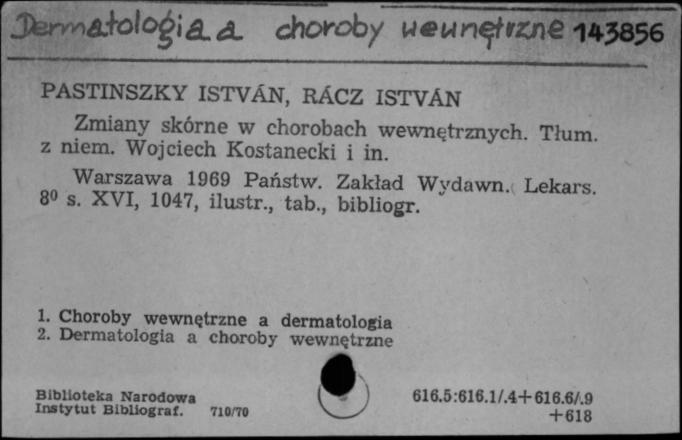 Dermatologia a choroby wewnętrzne 143856
PASTINSZKY ISTVÁN, RÁCZ ISTVÁN
Zmiany skórne w chorobach wewnętrznych. Tłum.
z niem. Wojciech Kostanecki i in.
Warszawa 1969 Państw. Zakład Wydawn. Lekars.
8⁰ s. XVI, 1047, ilustr., tab., bibliogr.
1. Choroby wewnętrzne a dermatologia
2. Dermatologia a choroby wewnętrzne
Biblioteka Narodowa 616.5:616.1/.4+616.6/.9
Instytut Bibliograf. 710/70 +618